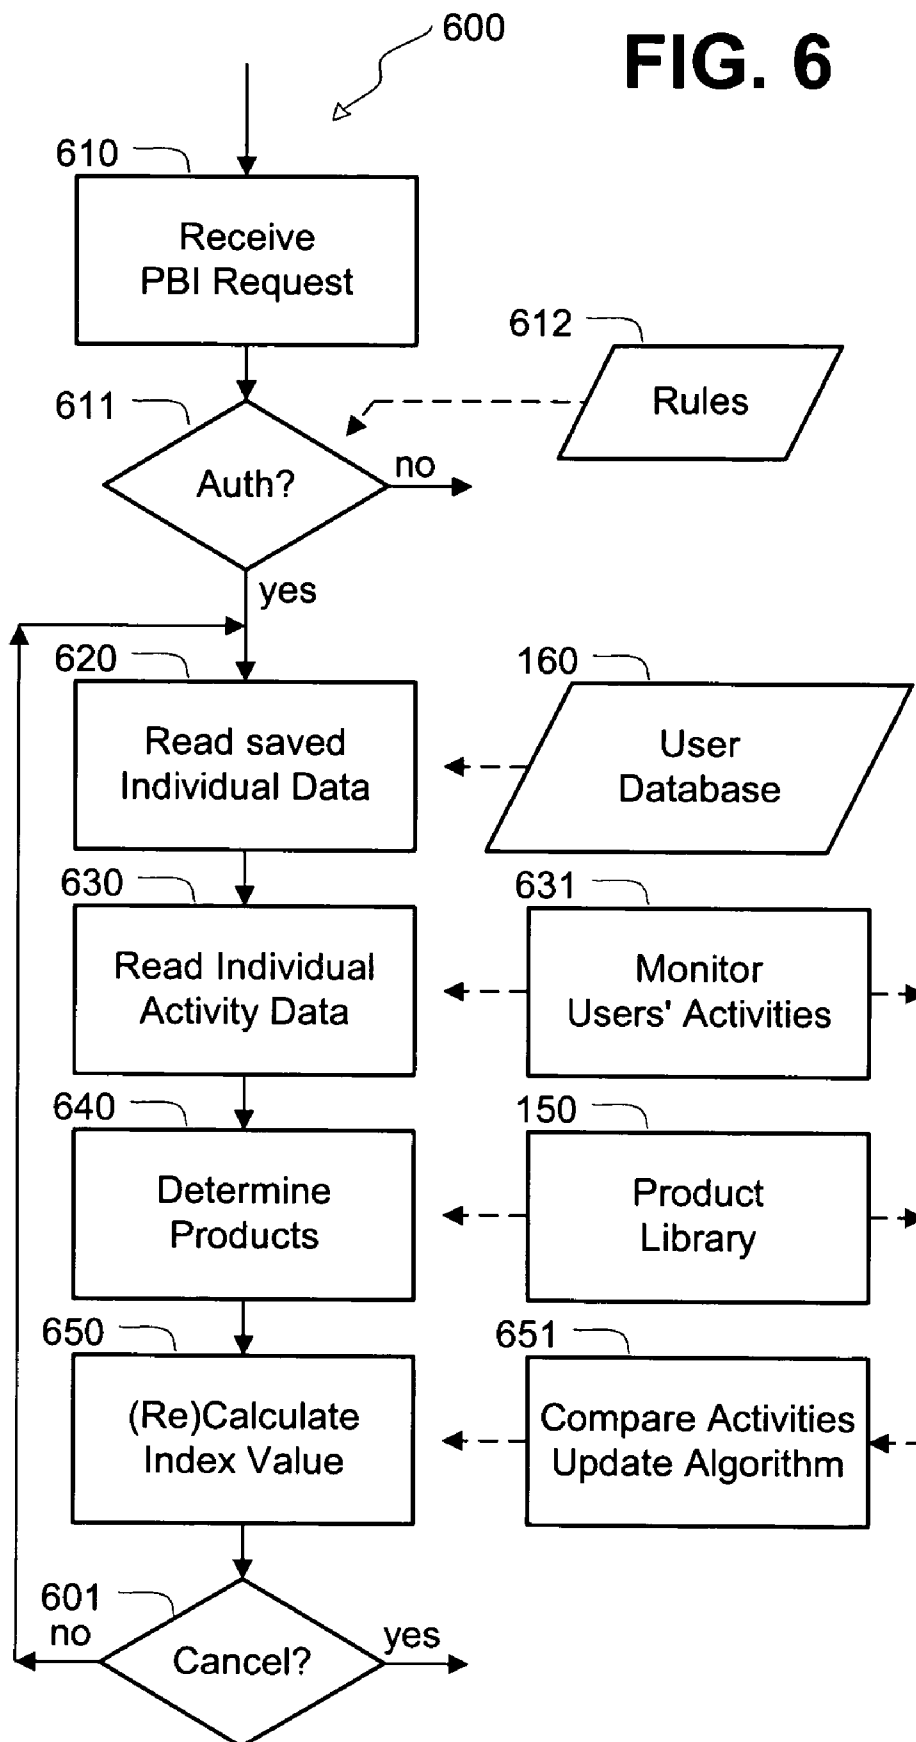 600
FIG. 6
610
Receive
PBI Request
612
Rules
611
Auth?
no
yes
620
Read saved
Individual Data
160
User
Database
630
Read Individual
Activity Data
631
Monitor
Users' Activities
640
Determine
Products
150
Product
Library
650
(Re)Calculate
Index Value
651
Compare Activities
Update Algorithm
601
no
Cancel?
yes